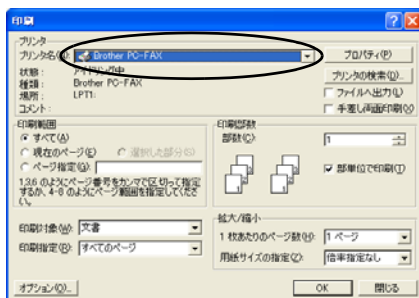 印刷
プリンタ
プリンタ名(N): Brother PC-FAX
プロパティ(P)
状態: アイドリング中
種類: Brother PC-FAX
場所: LPT1:
コメント:
プリンタの検索(D)...
ファイルへ出力(L)
手差し両面印刷(X)
印刷範囲
すべて(A)
現在のページ(E)
選択した部分(S)
ページ指定(G):
1,3,6 のようにページ番号をカンマで区切って指定
するか、4-8 のようにページ範囲を指定してくださ
い。
印刷部数
部数(C): 1
部単位で印刷(T)
印刷対象(W): 文書
印刷指定(R): すべてのページ
拡大/縮小
1 枚あたりのページ数(H): 1 ページ
用紙サイズの指定(Z): 倍率指定なし
オプション(O)...
OK
閉じる